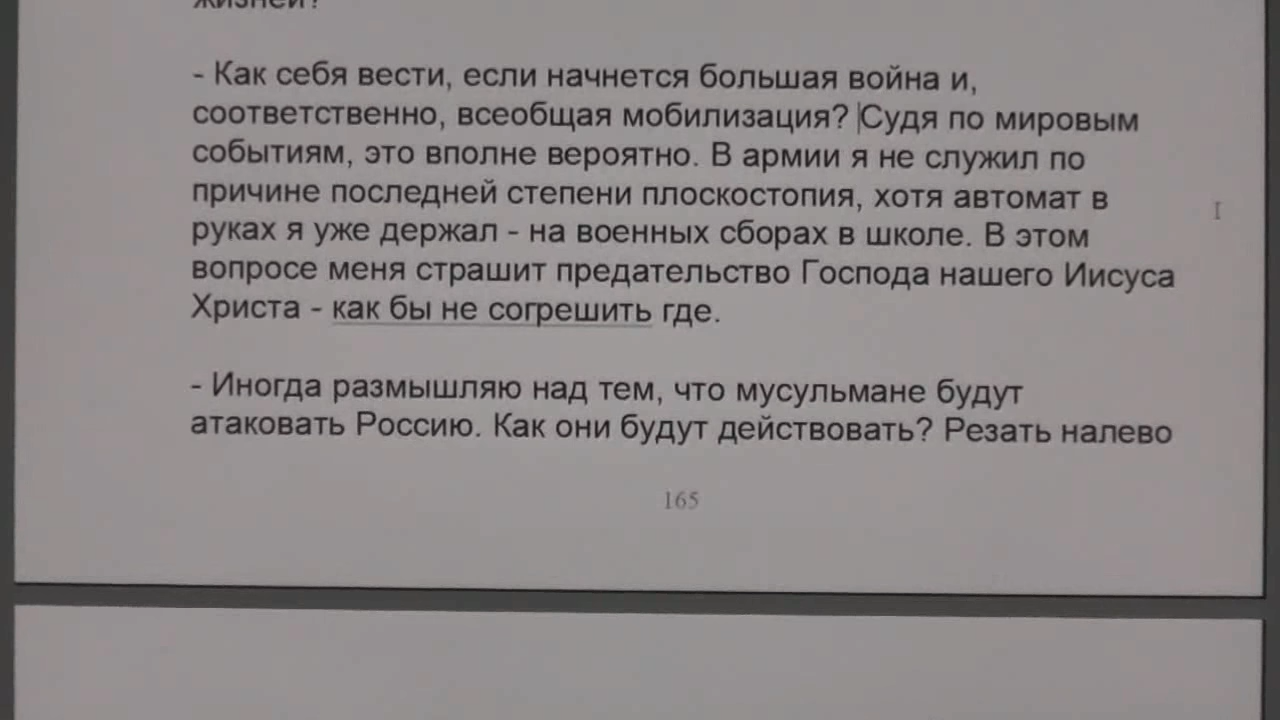 жизней?
- Как себя вести, если начнется большая война и,
соответственно, всеобщая мобилизация? Судя по мировым
событиям, это вполне вероятно. В армии я не служил по
причине последней степени плоскостопия, хотя автомат в
руках я уже держал - на военных сборах в школе. В этом
вопросе меня страшит предательство Господа нашего Иисуса
Христа - как бы не согрешить где.
- Иногда размышляю над тем, что мусульмане будут
атаковать Россию. Как они будут действовать? Резать налево
165